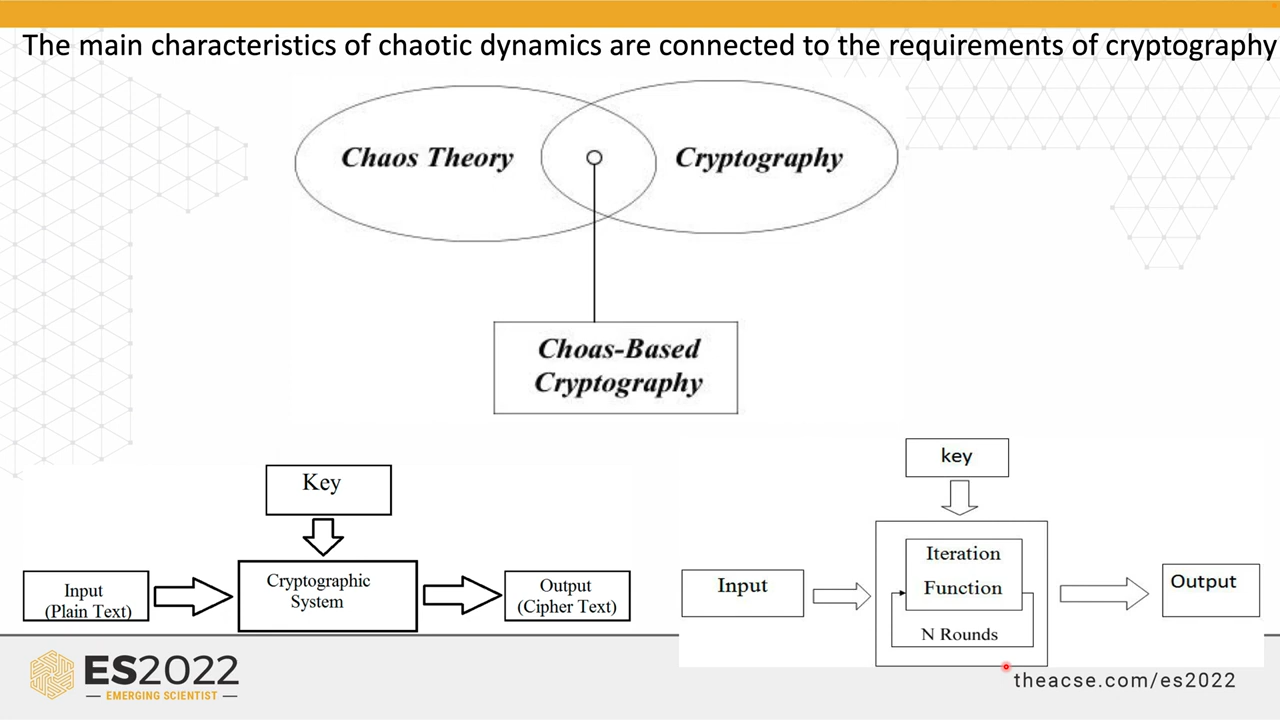 The main characteristics of chaotic dynamics are connected to the requirements of cryptography
Chaos Theory
Cryptography
Choas-Based
Cryptography
Key
Input
(Plain Text)
Cryptographic
System
Output
(Cipher Text)
key
Input
Iteration
Function
N Rounds
Output
ES2022
EMERGING SCIENTIST
theacse.com/es2022